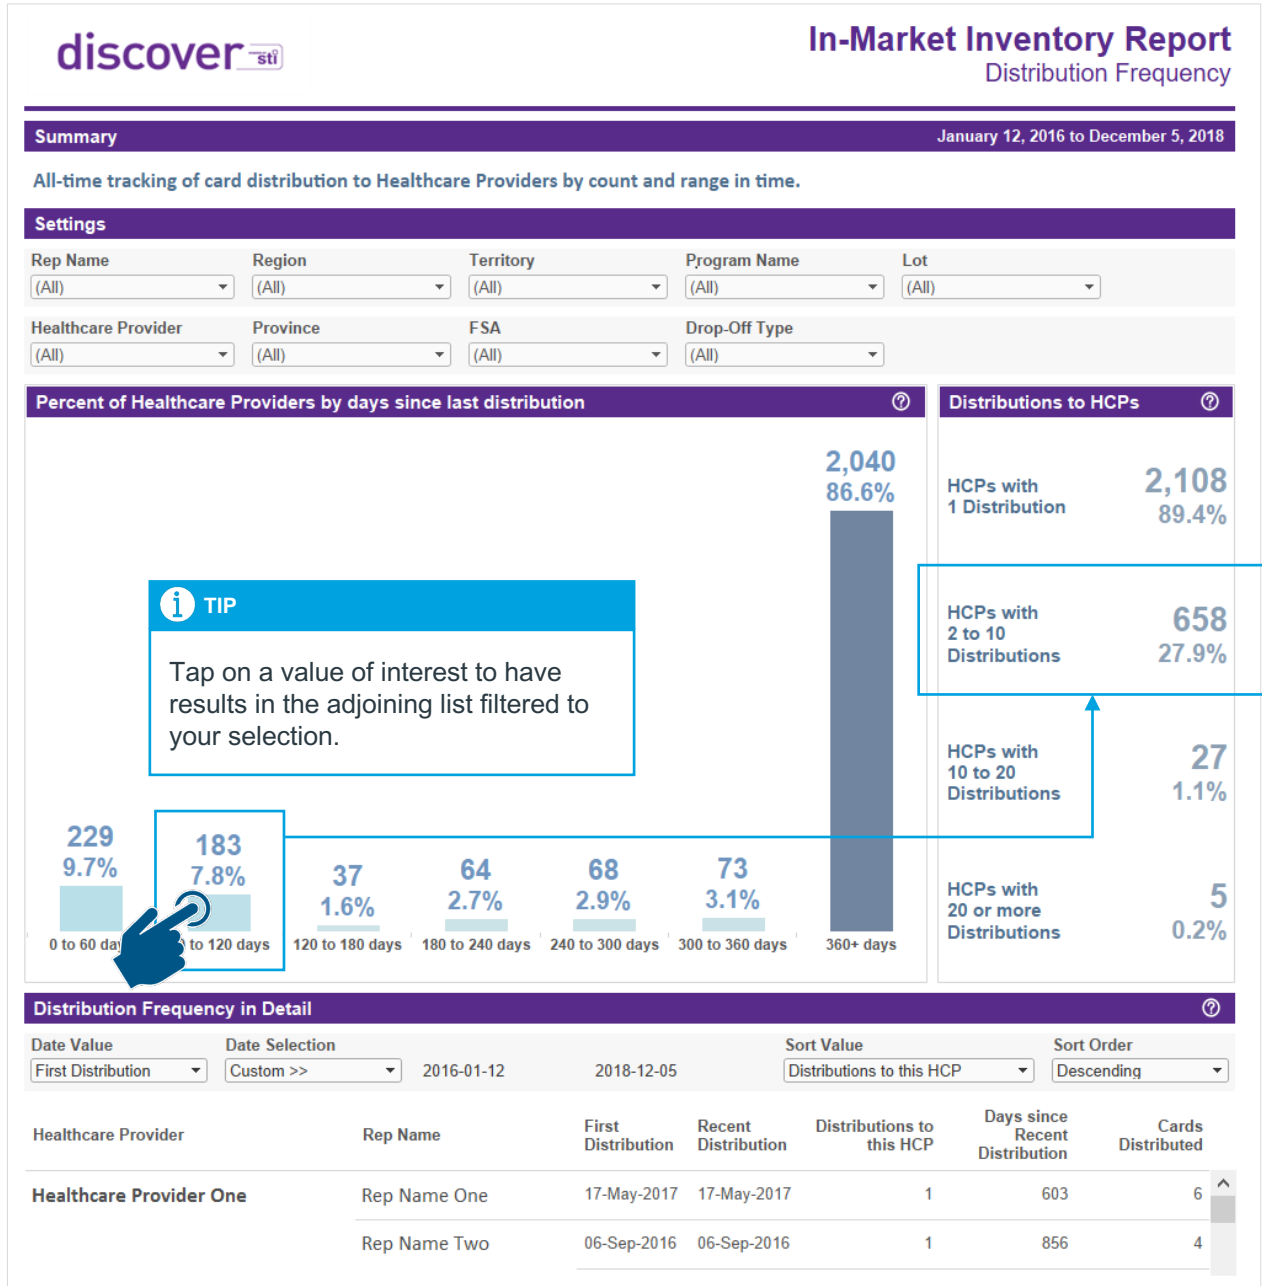 discover sti
In-Market Inventory Report
Distribution Frequency
Summary January 12, 2016 to December 5, 2018
All-time tracking of card distribution to Healthcare Providers by count and range in time.
Settings
Rep Name Region Territory Program Name Lot
(All) (All) (All) (All) (All)
Healthcare Provider Province FSA Drop-Off Type
(All) (All) (All) (All)
Percent of Healthcare Providers by days since last distribution
2,040
86.6%
TIP
Tap on a value of interest to have
results in the adjoining list filtered to
your selection.
229 183 37 64 68 73
9.7% 7.8% 1.6% 2.7% 2.9% 3.1%
0 to 60 da to 120 days 120 to 180 days 180 to 240 days 240 to 300 days 300 to 360 days 360+ days
Distributions to HCPs
HCPs with
1 Distribution
2,108
89.4%
HCPs with
2 to 10
Distributions
658
27.9%
HCPs with
10 to 20
Distributions
27
1.1%
HCPs with
20 or more
Distributions
5
0.2%
Distribution Frequency in Detail
Date Value Date Selection Sort Value Sort Order
First Distribution Custom >> 2016-01-12 2018-12-05 Distributions to this HCP Descending
Healthcare Provider Rep Name First Distribution Recent Distribution Distributions to this HCP Days since Recent Distribution Cards Distributed
Healthcare Provider One Rep Name One 17-May-2017 17-May-2017 1 603 6
Rep Name Two 06-Sep-2016 06-Sep-2016 1 856 4